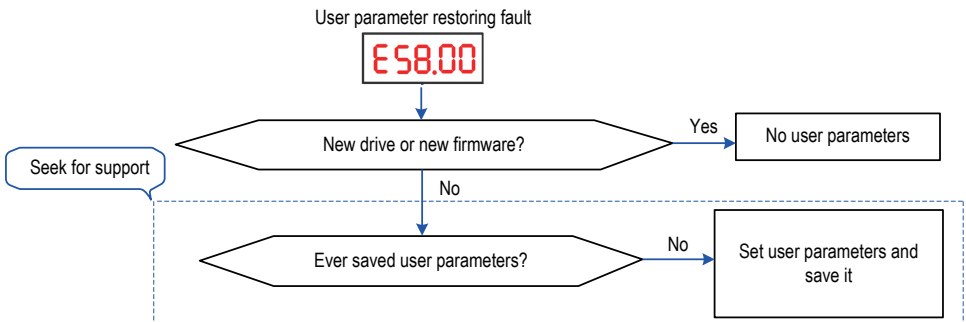 User parameter restoring fault
E58.00
New drive or new firmware?
Yes
No user parameters
Seek for support
No
Ever saved user parameters?
No
Set user parameters and
save it